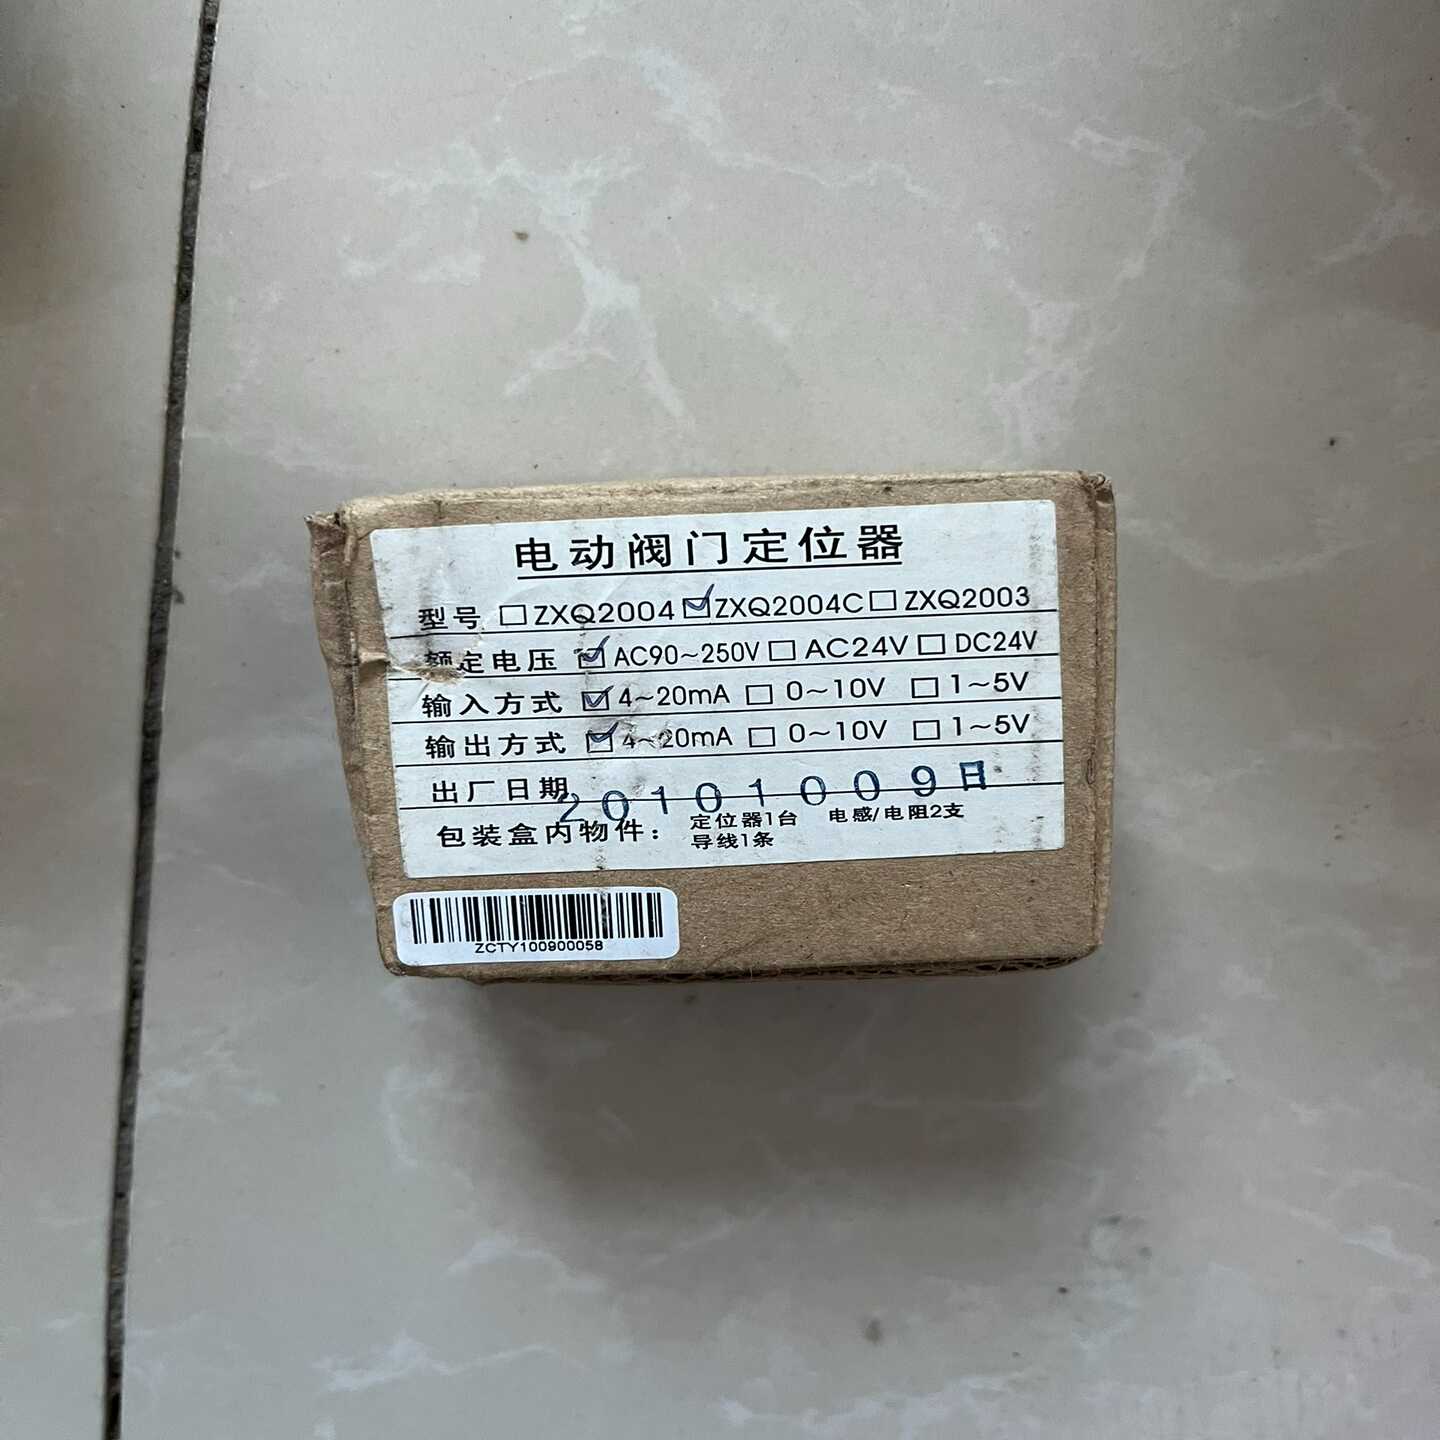 电动阀门定位器
型号 □ZXQ2004 ☑ZXQ2004C □ZXQ2003
额定电压 ☑AC90~250V □AC24V □DC24V
输入方式 ☑4~20mA □0~10V □1~5V
输出方式 ☑4~20mA □0~10V □1~5V
出厂日期 20101009日
包装盒内物件: 定位器1台 电感/电阻2支
导线1条
ZCTY100900058